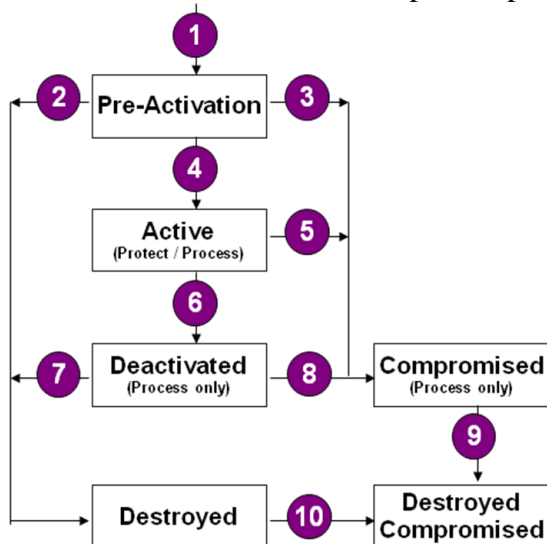 1
2
Pre-Activation
3
4
Active
(Protect / Process)
5
6
7
Deactivated
(Process only)
8
Compromised
(Process only)
9
Destroyed
10
Destroyed
Compromised